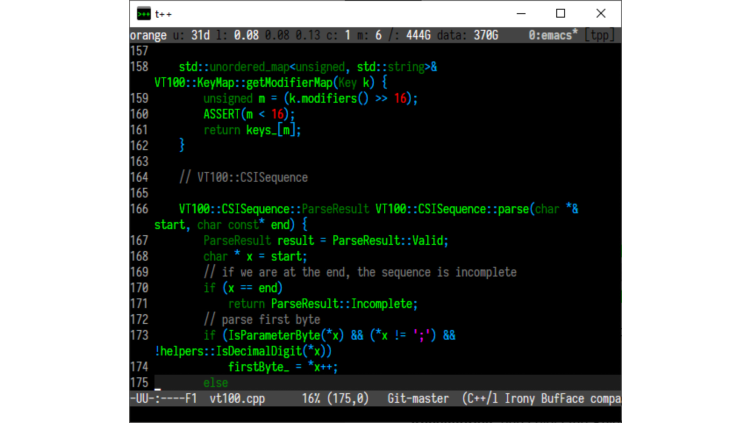 t++
orange u: 31d l: 0.08 0.08 0.13 c: 1 m: 6 /: 444G data: 370G 0:emacs* [tpp]
157
158 std::unordered_map<unsigned, std::string>&
VT100::KeyMap::getModifierMap(Key k) {
159 unsigned m = (k.modifiers() >> 16);
160 ASSERT(m < 16);
161 return keys_[m];
162 }
163
164 // VT100::CSISequence
165
166 VT100::CSISequence::ParseResult VT100::CSISequence::parse(char *&
start, char const* end) {
167 ParseResult result = ParseResult::Valid;
168 char * x = start;
169 // if we are at the end, the sequence is incomplete
170 if (x == end)
171 return ParseResult::Incomplete;
172 // parse first byte
173 if (IsParameterByte(*x) && (*x != ';') &&
!helpers::IsDecimalDigit(*x))
174 firstByte_ = *x++;
175 else
-UU-:----F1 vt100.cpp 16% (175,0) Git-master (C++/l Irony BufFace compa